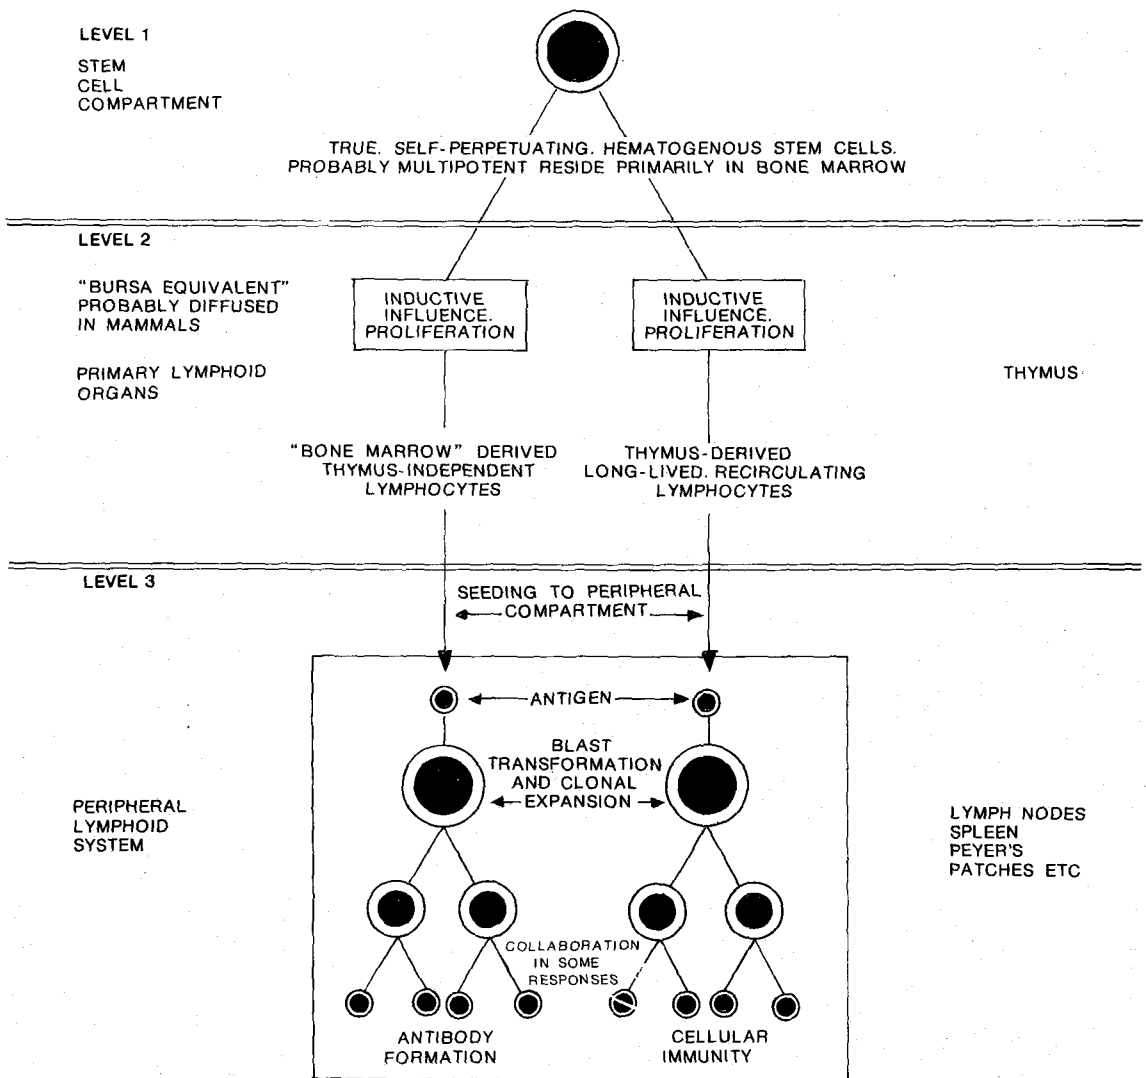 LEVEL 1
STEM
CELL
COMPARTMENT
TRUE. SELF-PERPETUATING. HEMATOGENOUS STEM CELLS.
PROBABLY MULTIPOTENT RESIDE PRIMARILY IN BONE MARROW
LEVEL 2
"BURSA EQUIVALENT"
PROBABLY DIFFUSED
IN MAMMALS
INDUCTIVE
INFLUENCE.
PROLIFERATION
INDUCTIVE
INFLUENCE.
PROLIFERATION
PRIMARY LYMPHOID
ORGANS
THYMUS
"BONE MARROW" DERIVED
THYMUS-INDEPENDENT
LYMPHOCYTES
THYMUS-DERIVED
LONG-LIVED. RECIRCULATING
LYMPHOCYTES
LEVEL 3
SEEDING TO PERIPHERAL
COMPARTMENT
ANTIGEN
BLAST
TRANSFORMATION
AND CLONAL
EXPANSION
PERIPHERAL
LYMPHOID
SYSTEM
LYMPH NODES
SPLEEN
PEYER'S
PATCHES ETC
COLLABORATION
IN SOME
RESPONSES
ANTIBODY
FORMATION
CELLULAR
IMMUNITY